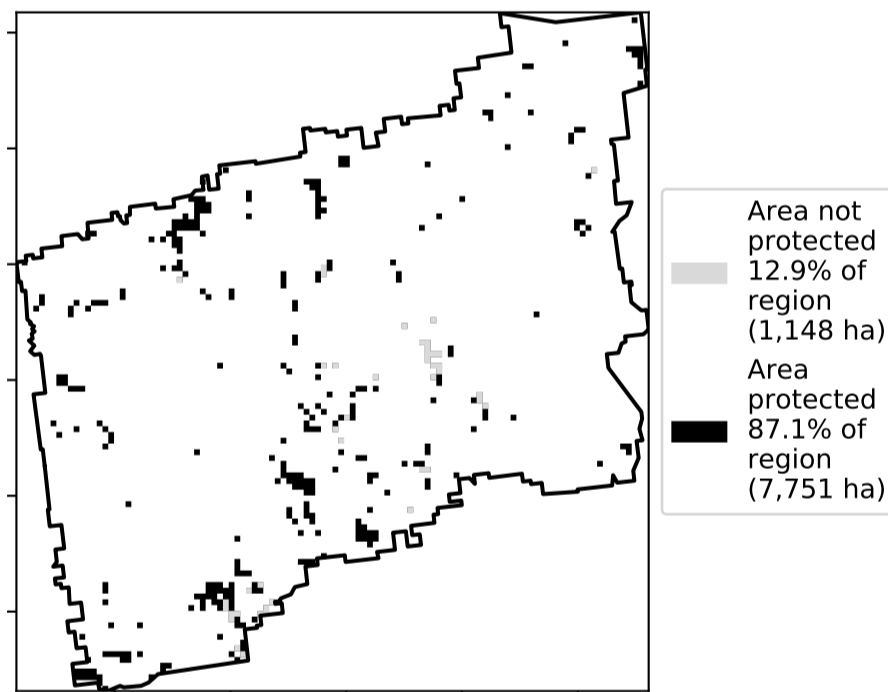 Area not
protected
12.9% of
region
(1,148 ha)
Area
protected
87.1% of
region
(7,751 ha)